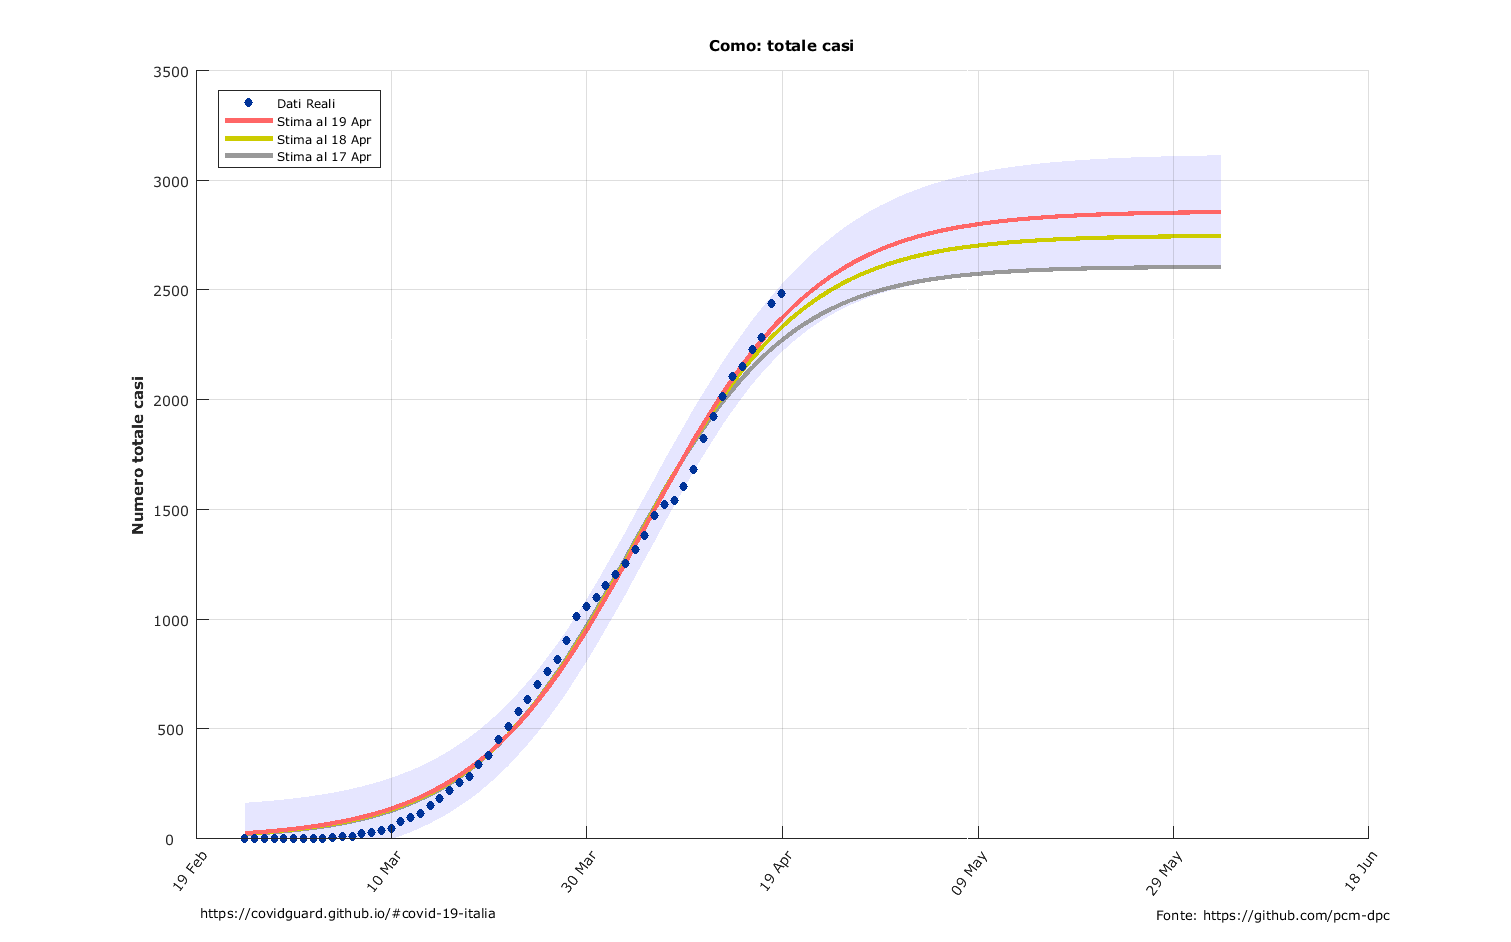 Como: totale casi
3500
3000
2500
2000
1500
1000
500
0
Numero totale casi
Dati Reali
Stima al 19 Apr
Stima al 18 Apr
Stima al 17 Apr
19 Feb
10 Mar
30 Mar
19 Apr
09 May
29 May
18 Jun
https://covidguard.github.io/#covid-19-italia
Fonte: https://github.com/pcm-dpc